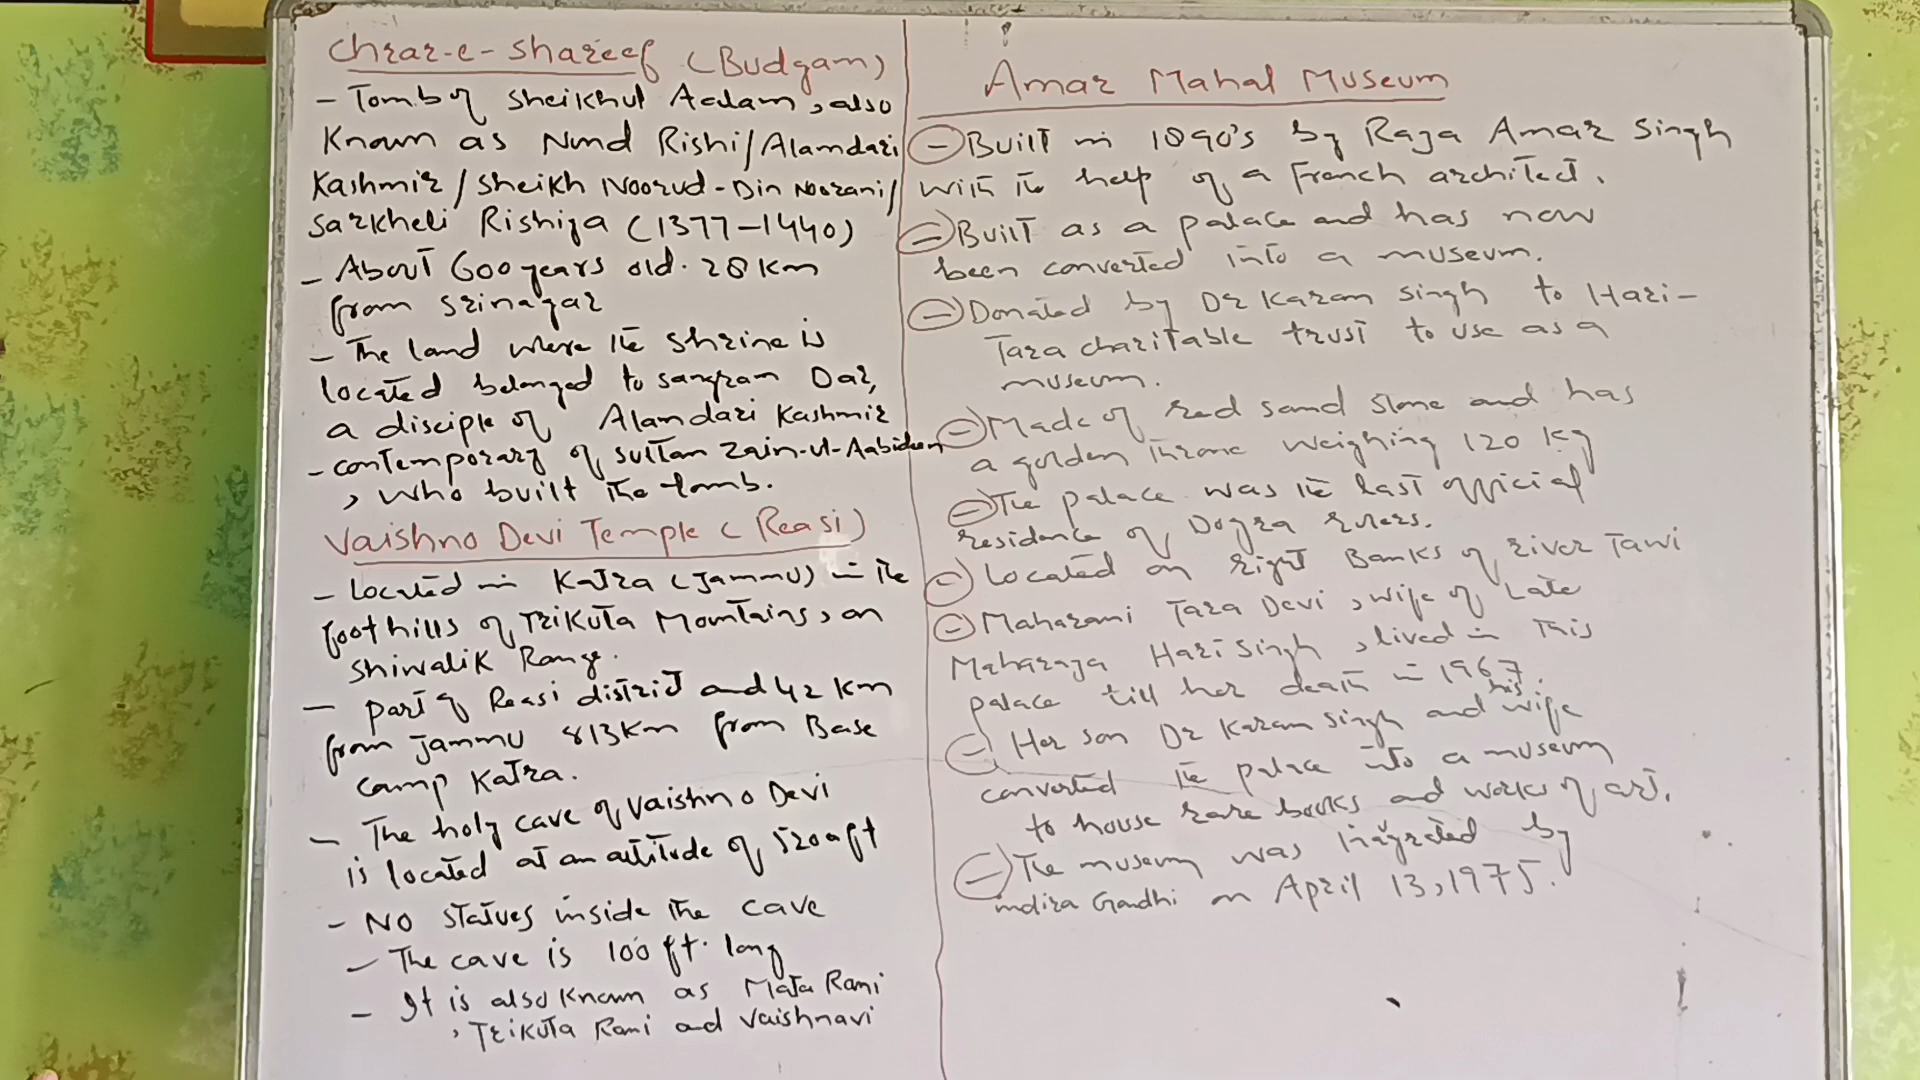 Chrar-e-Shareef (Budgam)
- Tomb of Sheikhul Aalam, also
Known as Nund Rishi/Alamdari
Kashmir/Sheikh Noorud-Din Noorani/
Sarkheli Rishiya (1377-1440)
- About 600 years old. 28 Km
from Srinagar
- The land where the shrine is
located belonged to Sangram Dar,
a disciple of Alamdari Kashmir
- contemporary of Sultan Zain-ul-Aabideen
, who built the tomb.
Vaishno Devi Temple (Reasi)
- Located in Katra (Jammu) in the
foothills of Trikuta Mountains, on
Shiwalik Range.
- part of Reasi district and 42 Km
from Jammu & 13Km from Base
camp Katra.
- The holy cave of Vaishno Devi
is located at an altitude of 5200ft
- No statues inside the cave
- The cave is 100 ft. long
- It is also known as Mata Rani
, Trikuta Rani and Vaishnavi
Amar Mahal Museum
- Built in 1890's by Raja Amar Singh
with the help of a French architect.
- Built as a palace and has now
been converted into a museum.
- Donated by Dr Karan Singh to Hari-
Tara charitable trust to use as a
museum.
- Made of red sand stone and has
a golden throne weighing 120 Kg
- The palace was the last official
residence of Dogra rulers.
- Located on right Banks of river Tawi
- Maharani Tara Devi, wife of Late
Maharaja Hari Singh, lived in this
palace till her death in 1967.
- Her son Dr Karan Singh and his wife
converted the palace into a museum
to house rare books and works of art.
- The museum was by
indira Gandhi on April 13, 1975.